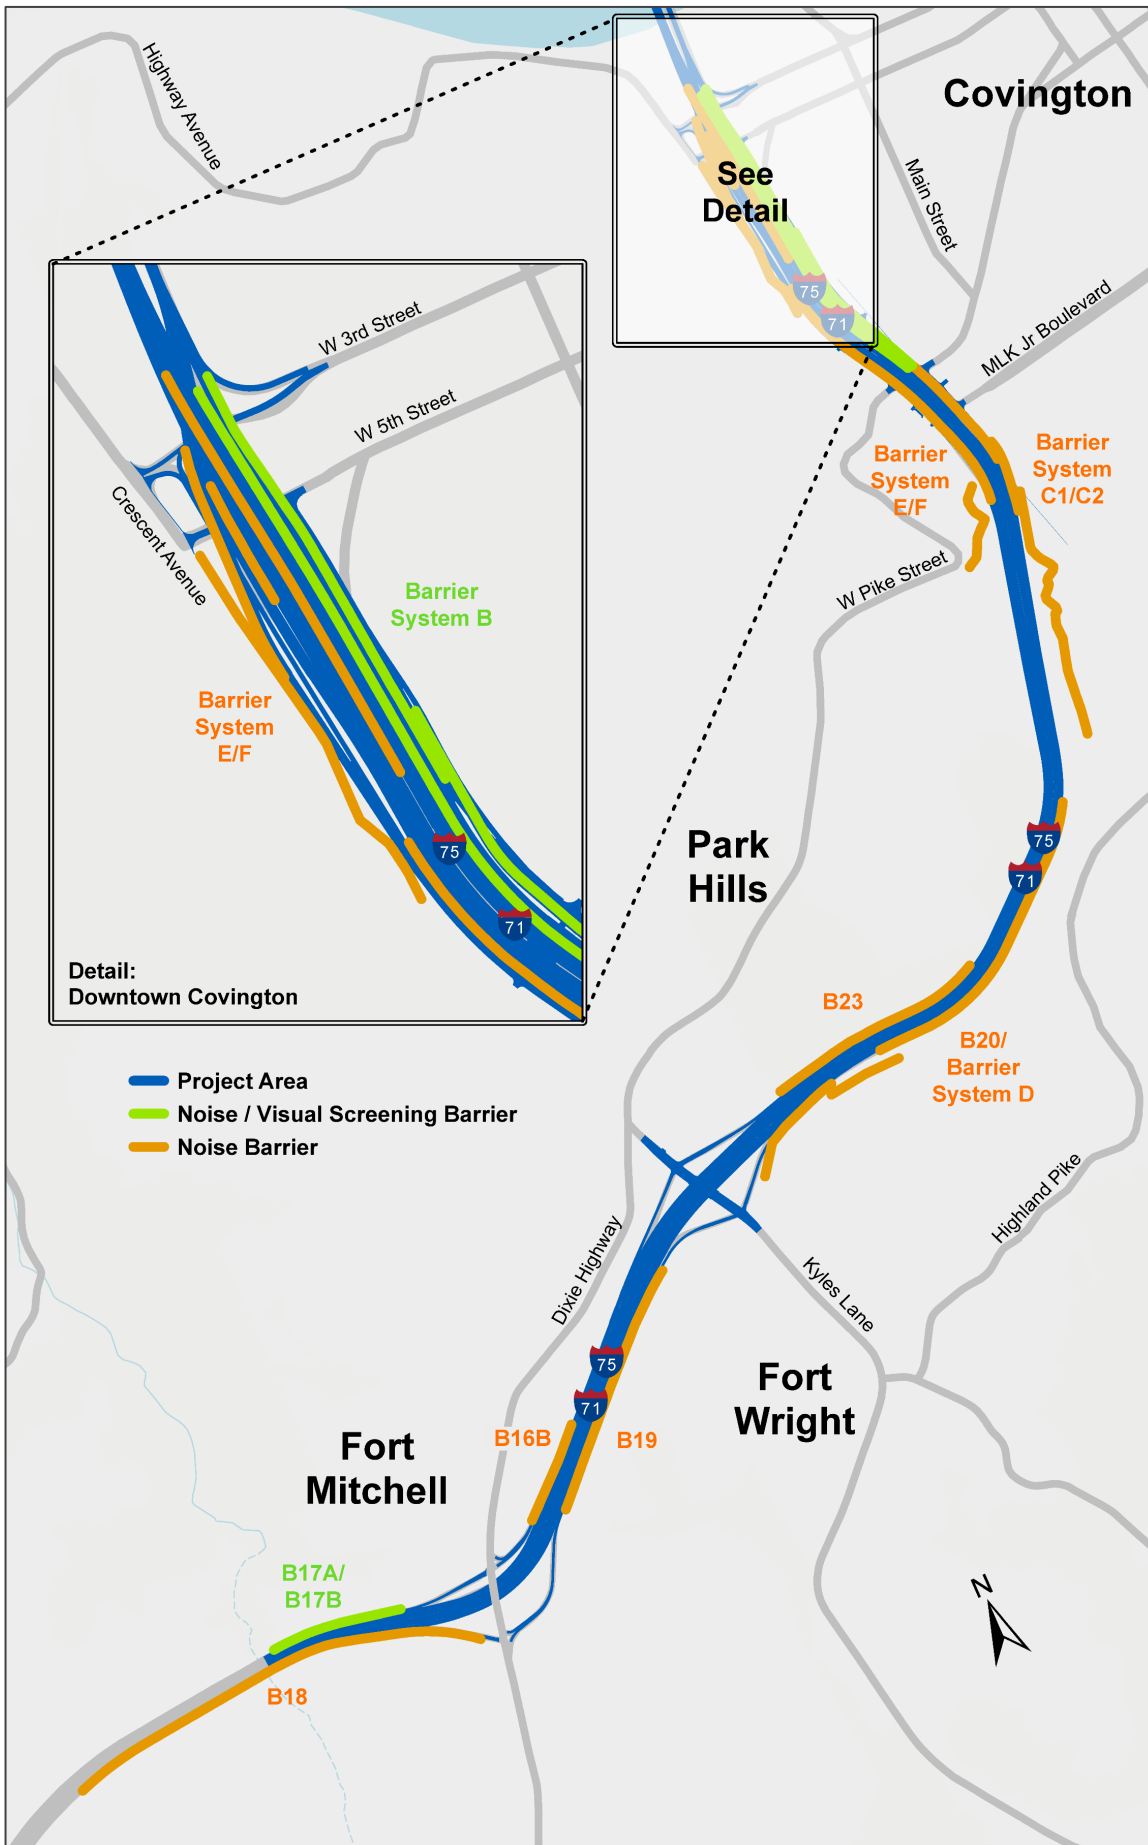 Highway Avenue
Covington
See
Detail
Main Street
75
71
MLK Jr Boulevard
W 3rd Street
W 5th Street
Crescent Avenue
Barrier
System B
Barrier
System
E/F
75
71
Detail:
Downtown Covington
Barrier
System
E/F
Barrier
System
C1/C2
W Pike Street
Park
Hills
75
71
B23
B20/
Barrier
System D
Project Area
Noise / Visual Screening Barrier
Noise Barrier
Highland Pike
Dixie Highway
Kyles Lane
75
71
Fort
Wright
B16B
B19
Fort
Mitchell
B17A/
B17B
N
B18